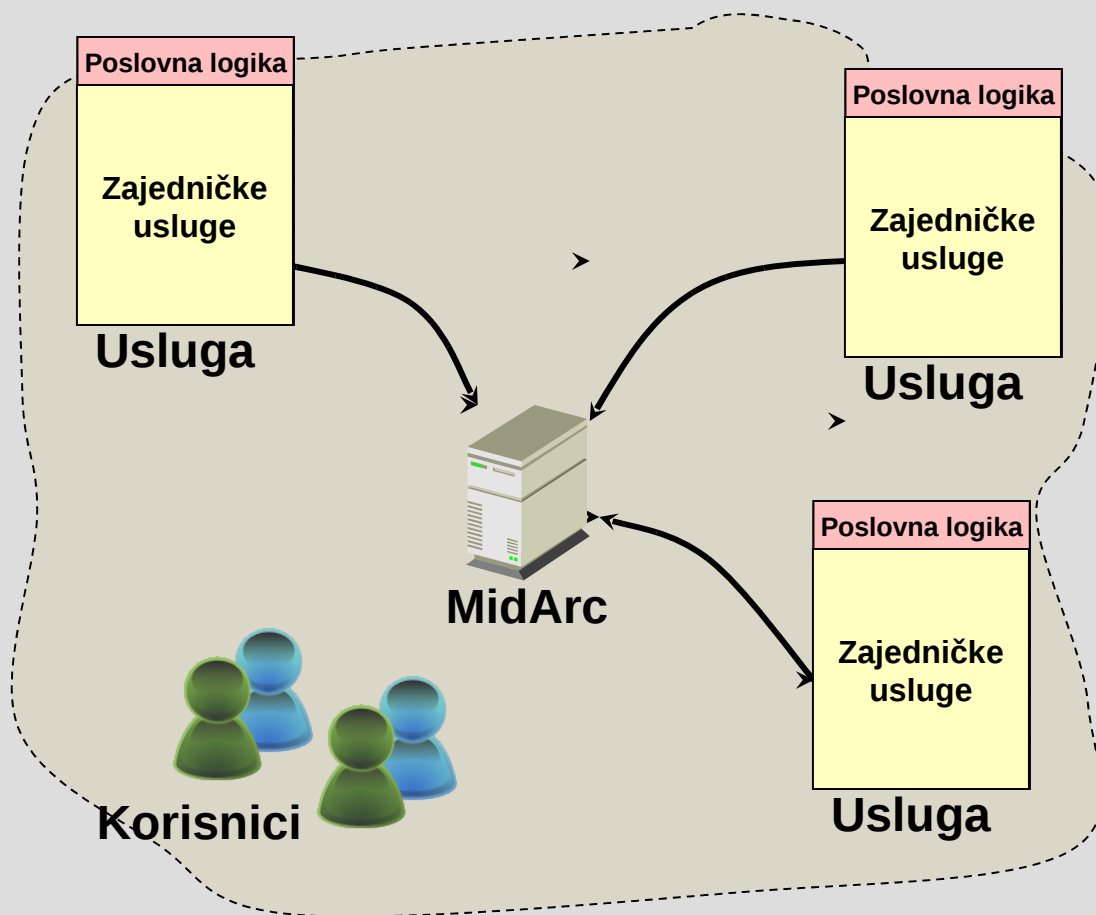 Poslovna logika
Zajedničke
usluge
Usluga
Poslovna logika
Zajedničke
usluge
Usluga
MidArc
Poslovna logika
Zajedničke
usluge
Usluga
Korisnici